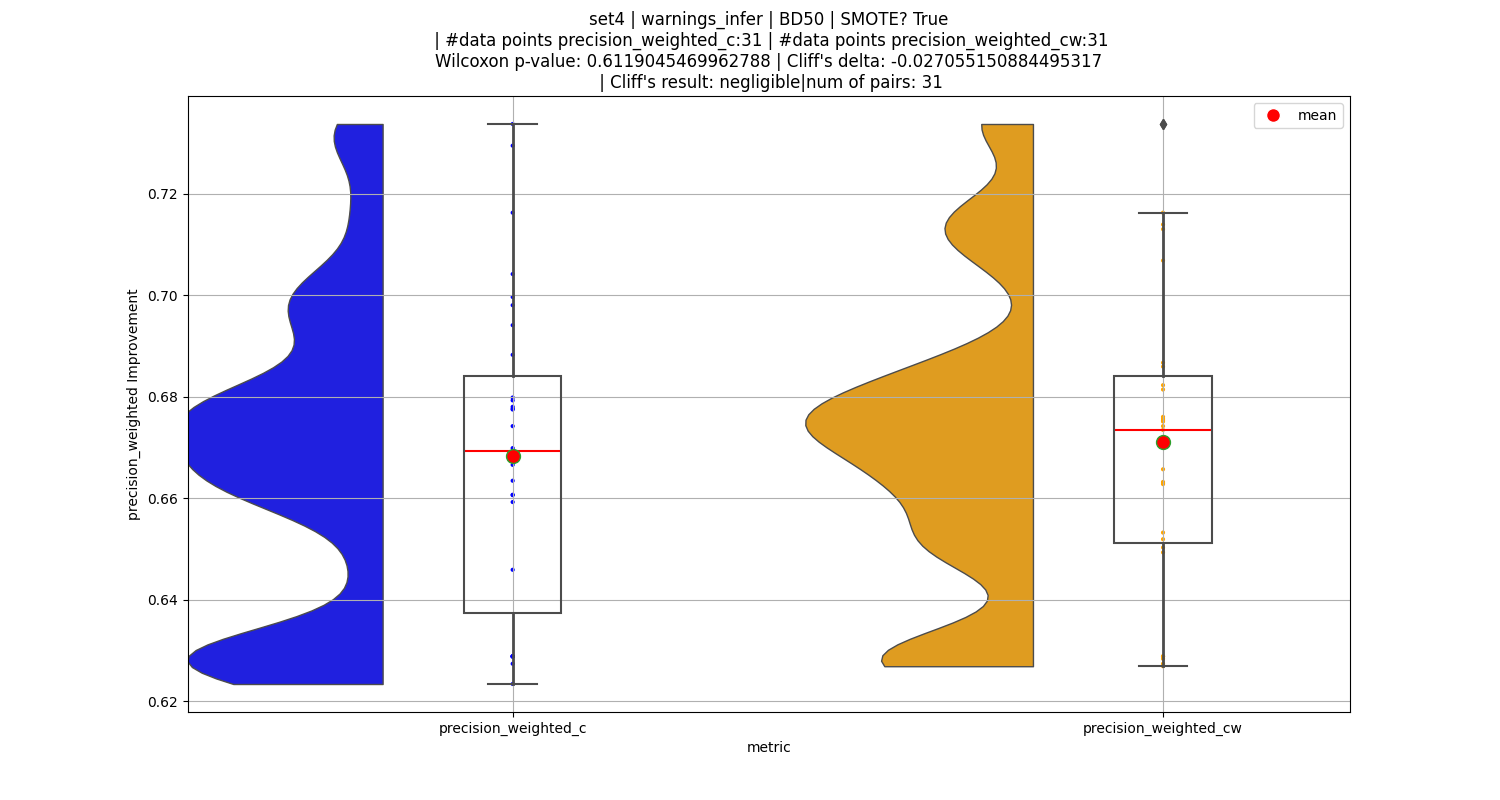 set4 | warnings_infer | BD50 | SMOTE? True
| #data points precision_weighted_c:31 | #data points precision_weighted_cw:31
Wilcoxon p-value: 0.6119045469962788 | Cliff's delta: -0.027055150884495317
| Cliff's result: negligible|num of pairs: 31
mean
0.72
0.70
0.68
0.66
0.64
0.62
precision_weighted Improvement
precision_weighted_c
precision_weighted_cw
metric